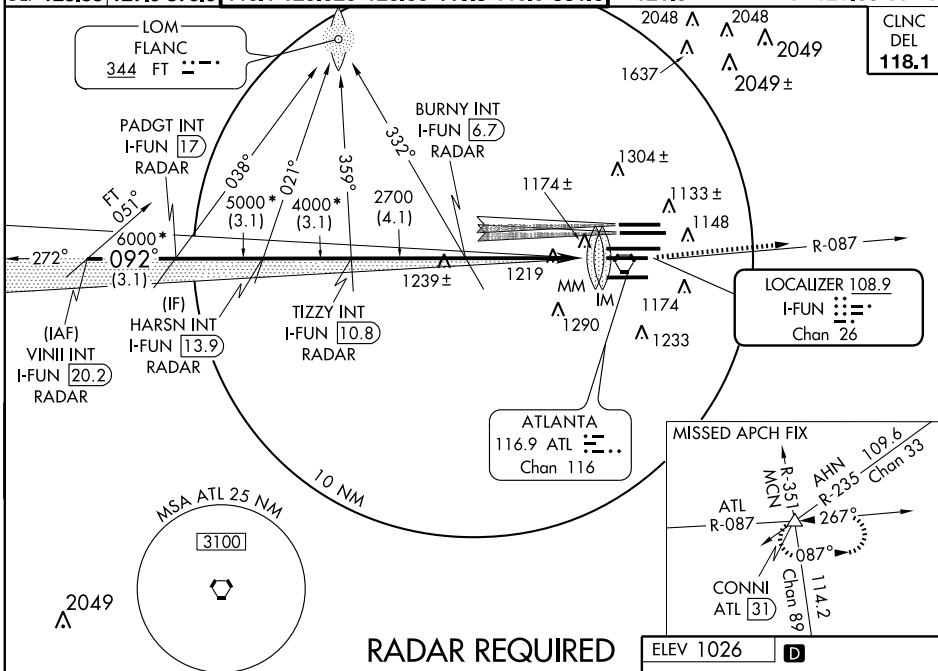 CLNC
DEL
118.1
LOM
FLANC
344 FT
2048
2048
2049
1637
2049±
PADGT INT
I-FUN 17
RADAR
BURNY INT
I-FUN 6.7
RADAR
038°
021°
359°
332°
FT
051°
5000*
(3.1)
4000*
(3.1)
2700
(4.1)
1304±
1174±
1133±
1148
6000*
272°
092°
(3.1)
R-087
1239±
1219
MM
IM
1290
1174
1233
LOCALIZER 108.9
I-FUN
Chan 26
(IAF)
VINII INT
I-FUN 20.2
RADAR
(IF)
HARSN INT
I-FUN 13.9
RADAR
TIZZY INT
I-FUN 10.8
RADAR
ATLANTA
116.9 ATL
Chan 116
10 NM
MISSED APCH FIX
R-351
MCN
AHN 109.6
R-235 Chan 33
ATL
R-087
267°
087°
CONNI
ATL 31
114.2
Chan 89
MSA ATL 25 NM
3100
2049
RADAR REQUIRED
ELEV 1026
D